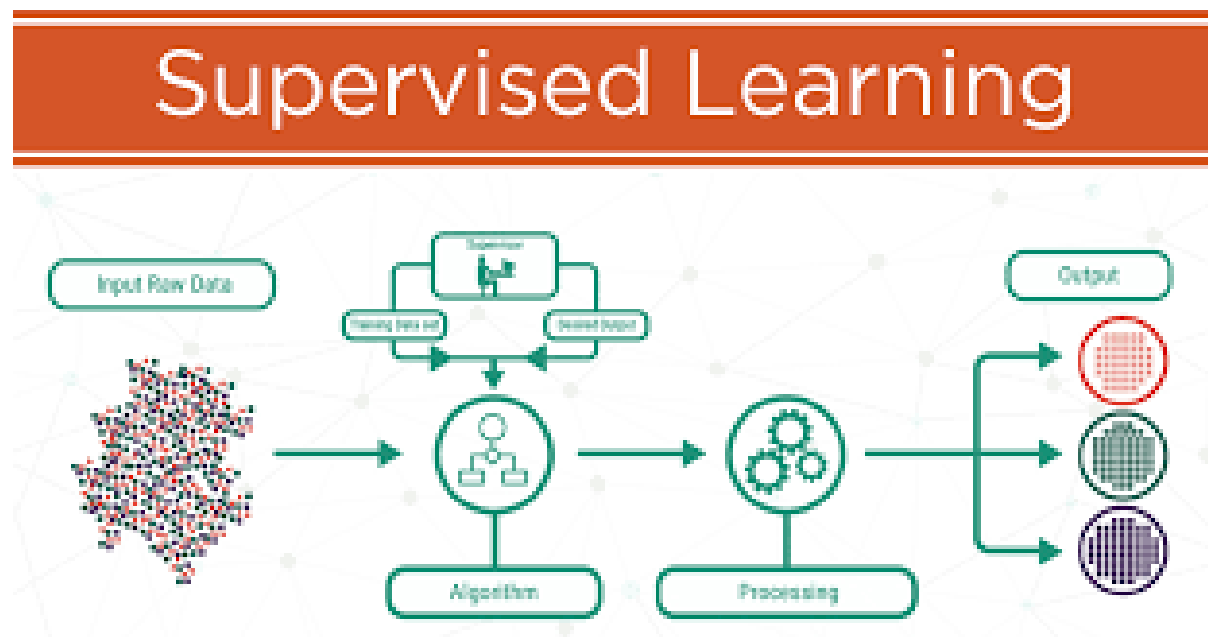 Supervised Learning
Input Raw Data
Supervisor
Training Data set
Desired Output
Output
Algorithm
Processing